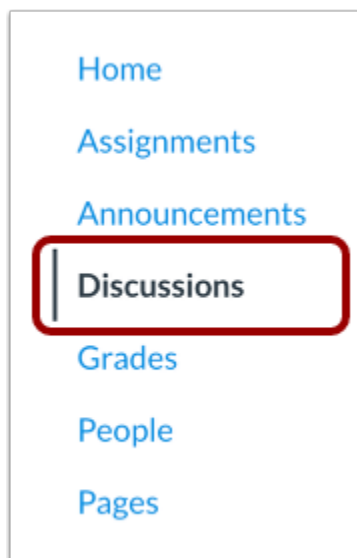 Home
Assignments
Announcements
Discussions
Grades
People
Pages